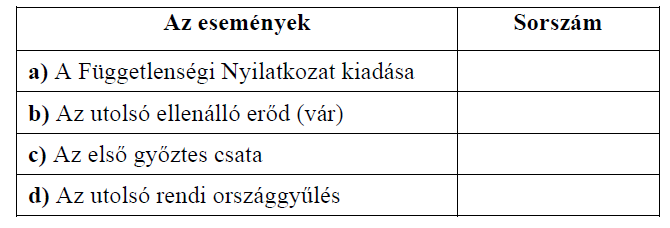 Az események Sorszám
a) A Függetlenségi Nyilatkozat kiadása
b) Az utolsó ellenálló erőd (vár)
c) Az első győztes csata
d) Az utolsó rendi országgyűlés